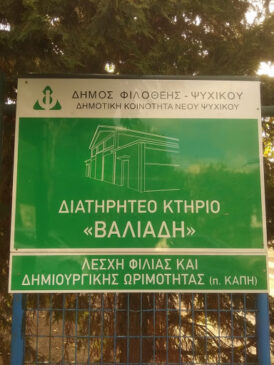 ΔΗΜΟΣ ΦΙΛΟΘΕΗΣ - ΨΥΧΙΚΟΥ
ΔΗΜΟΤΙΚΗ ΚΟΙΝΟΤΗΤΑ ΝΕΟΥ ΨΥΧΙΚΟΥ
ΔΙΑΤΗΡΗΤΕΟ ΚΤΗΡΙΟ
«ΒΑΛΙΑΔΗ»
ΛΕΣΧΗ ΦΙΛΙΑΣ ΚΑΙ
ΔΗΜΙΟΥΡΓΙΚΗΣ ΩΡΙΜΟΤΗΤΑΣ (π. ΚΑΠΗ)